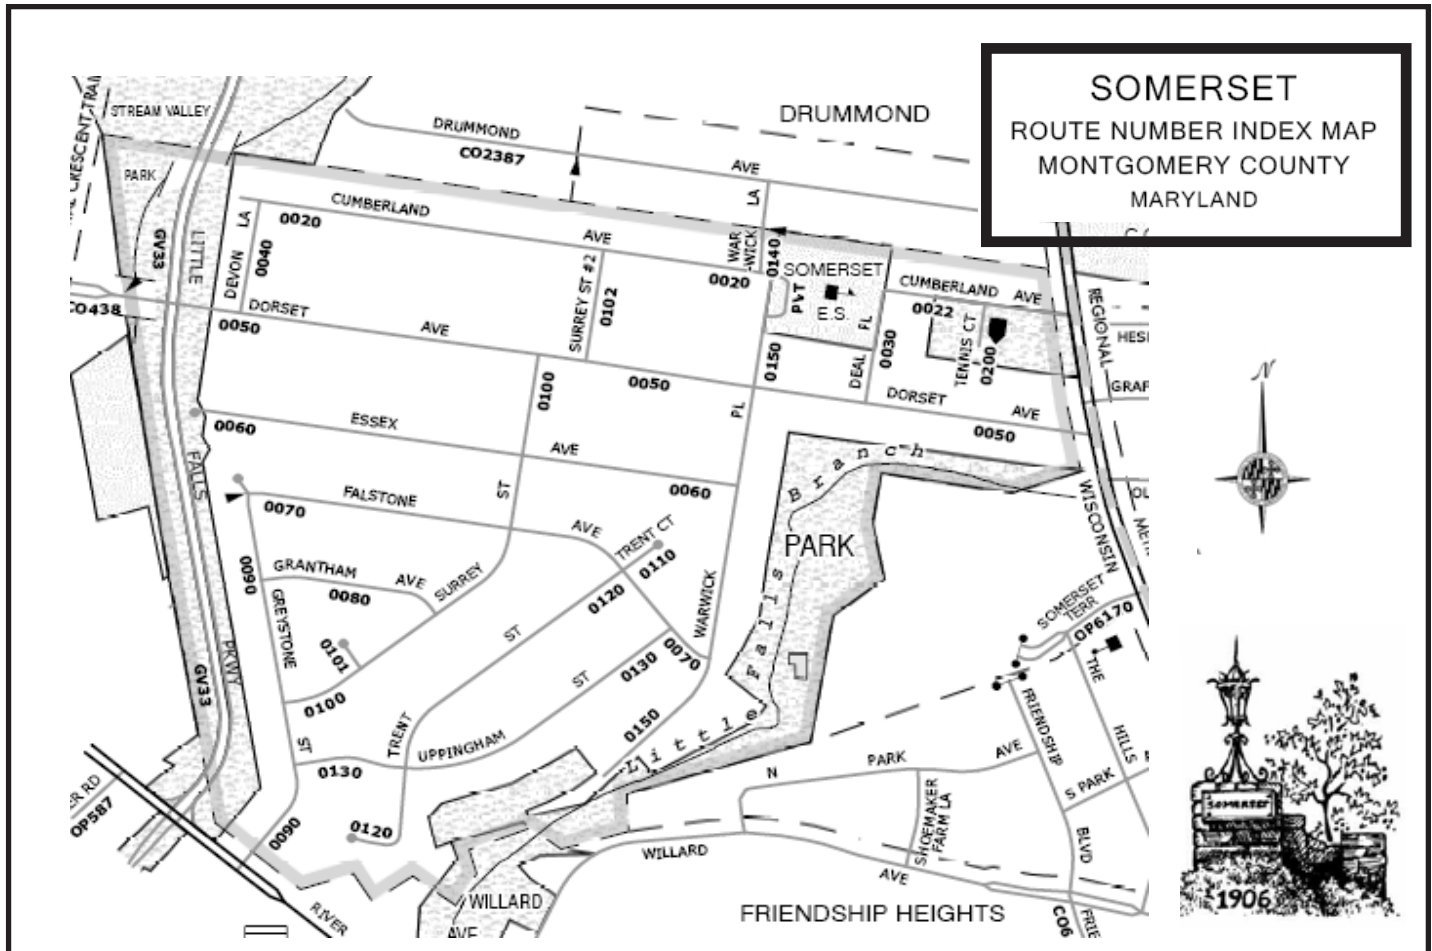 SOMERSET
ROUTE NUMBER INDEX MAP
MONTGOMERY COUNTY
MARYLAND
DRUMMOND
STREAM VALLEY
PARK
CRESCENT
DRUMMOND
AVE
CO2387
LA
CUMBERLAND
AVE
0020
0020
WAR
-WICK
0140
LA
DEVON
0040
GV33
LITTLE
FALLS
PKWY
GV33
CO438
SURREY ST #2
0102
SOMERSET
E.S.
PVT
CUMBERLAND
AVE
0022
PL
DEAL
0030
TENNIS CT
0200
REGIONAL
DORSET
AVE
0050
0050
DORSET
AVE
0050
0150
PL
0100
ESSEX
AVE
0060
0060
FALSTONE
AVE
0070
0070
ST
SURREY
0100
0101
GRANTHAM
AVE
0080
0090
GREYSTONE
ST
0090
TRENT CT
0110
0120
ST
TRENT
0120
UPPINGHAM
ST
0130
0130
WARWICK
0150
Little Falls Branch
PARK
WISCONSIN
SOMERSET
TERR
OP6170
THE
HILLS
FRIENDSHIP
BLVD
N
PARK
AVE
S PARK
SHOEMAKER
FARM LA
WILLARD
AVE
WILLARD
AVE
FRIENDSHIP HEIGHTS
OP587
RIVER
N
SOMERSET
1906